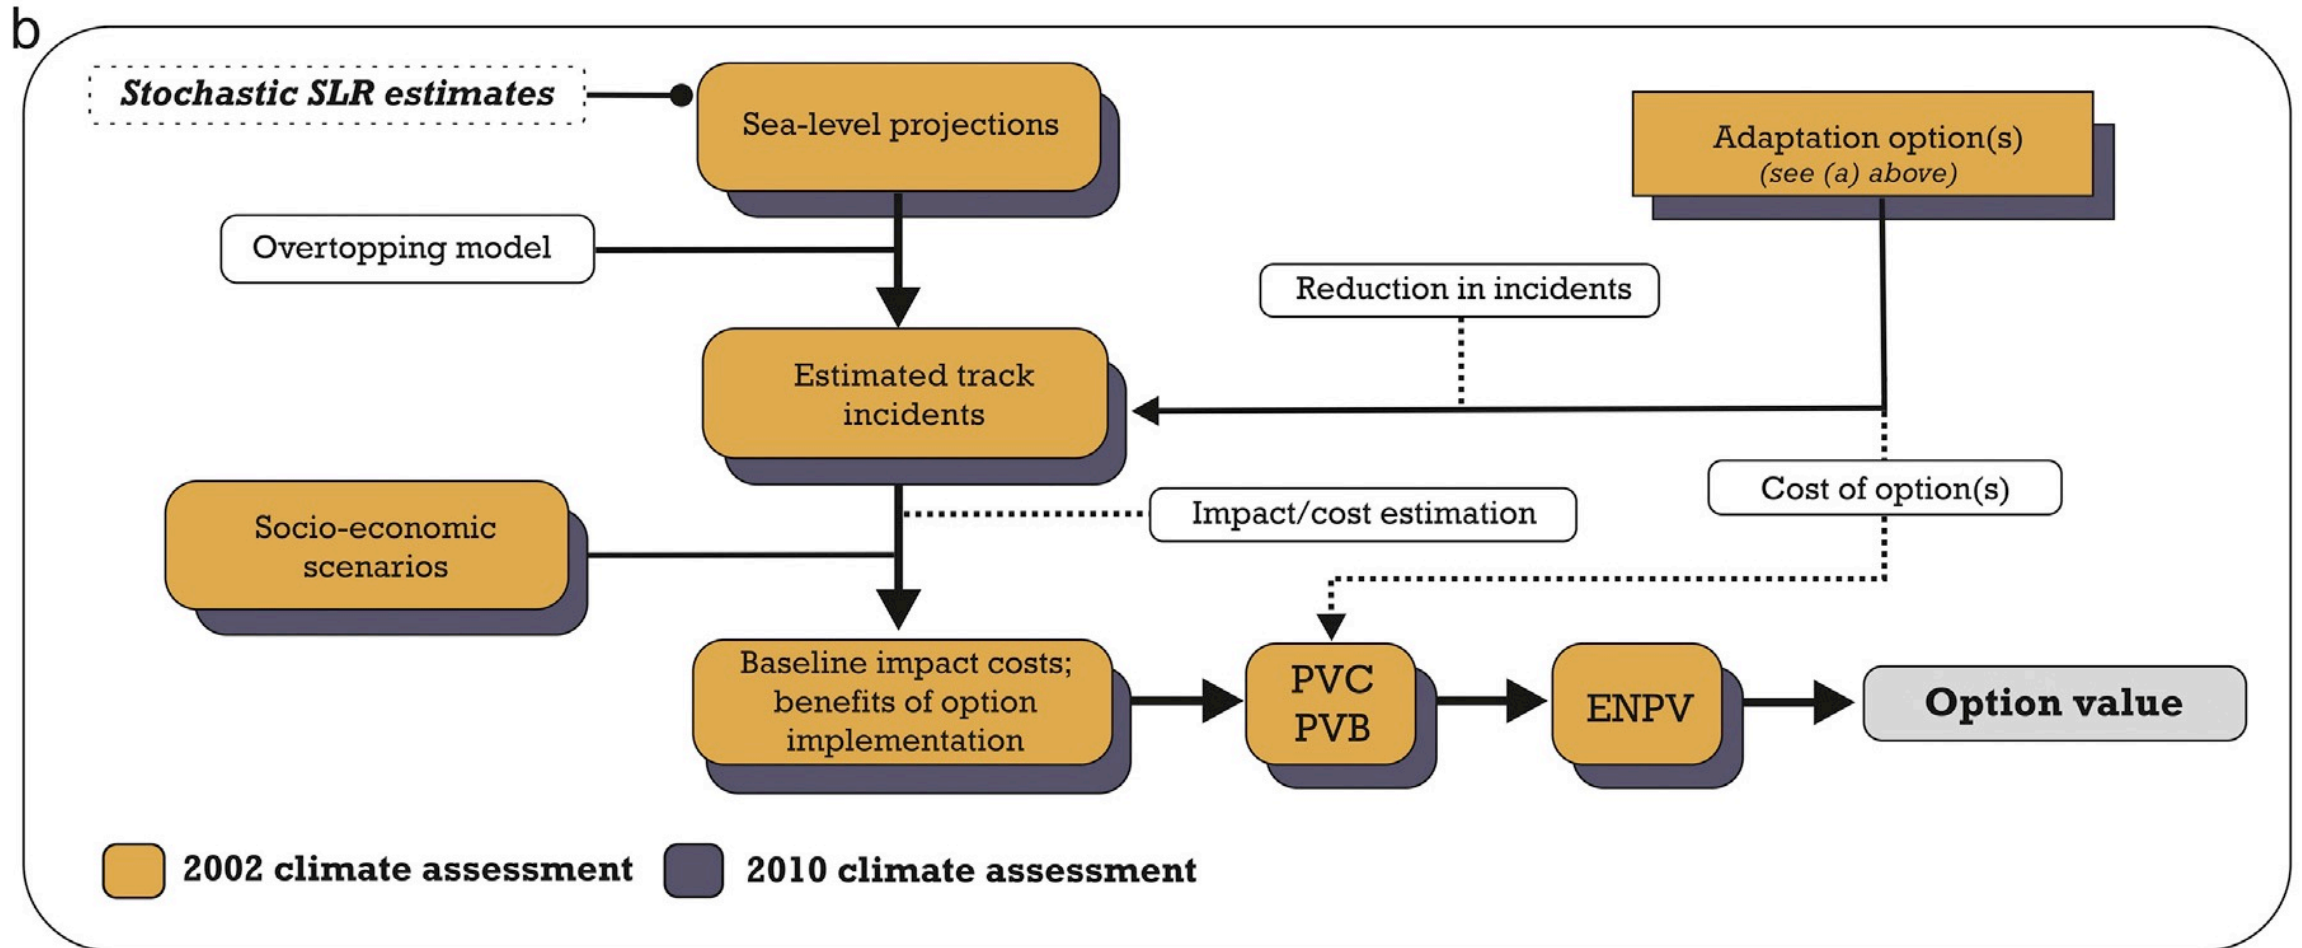 b
Stochastic SLR estimates
Sea-level projections
Adaptation option(s)
(see (a) above)
Overtopping model
Reduction in incidents
Estimated track
incidents
Cost of option(s)
Impact/cost estimation
Socio-economic
scenarios
Baseline impact costs;
benefits of option
implementation
PVC
PVB
ENPV
Option value
2002 climate assessment
2010 climate assessment